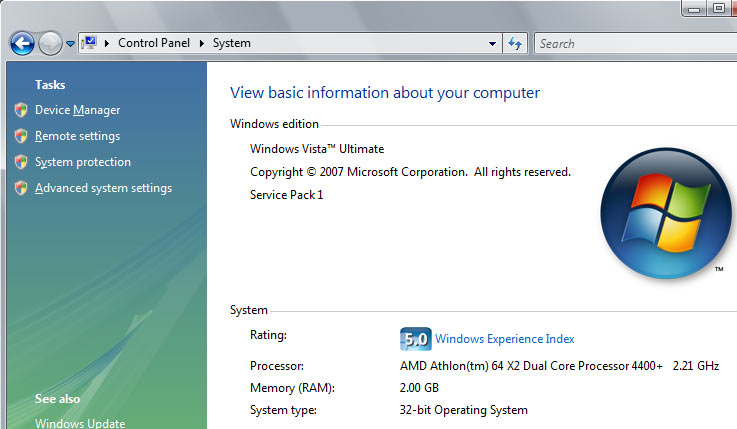 Control Panel System
Search
Tasks
Device Manager
Remote settings
System protection
Advanced system settings
See also
Windows Update
View basic information about your computer
Windows edition
Windows Vista™ Ultimate
Copyright © 2007 Microsoft Corporation. All rights reserved.
Service Pack 1
™
System
Rating:
5.0 Windows Experience Index
Processor: AMD Athlon(tm) 64 X2 Dual Core Processor 4400+ 2.21 GHz
Memory (RAM): 2.00 GB
System type: 32-bit Operating System